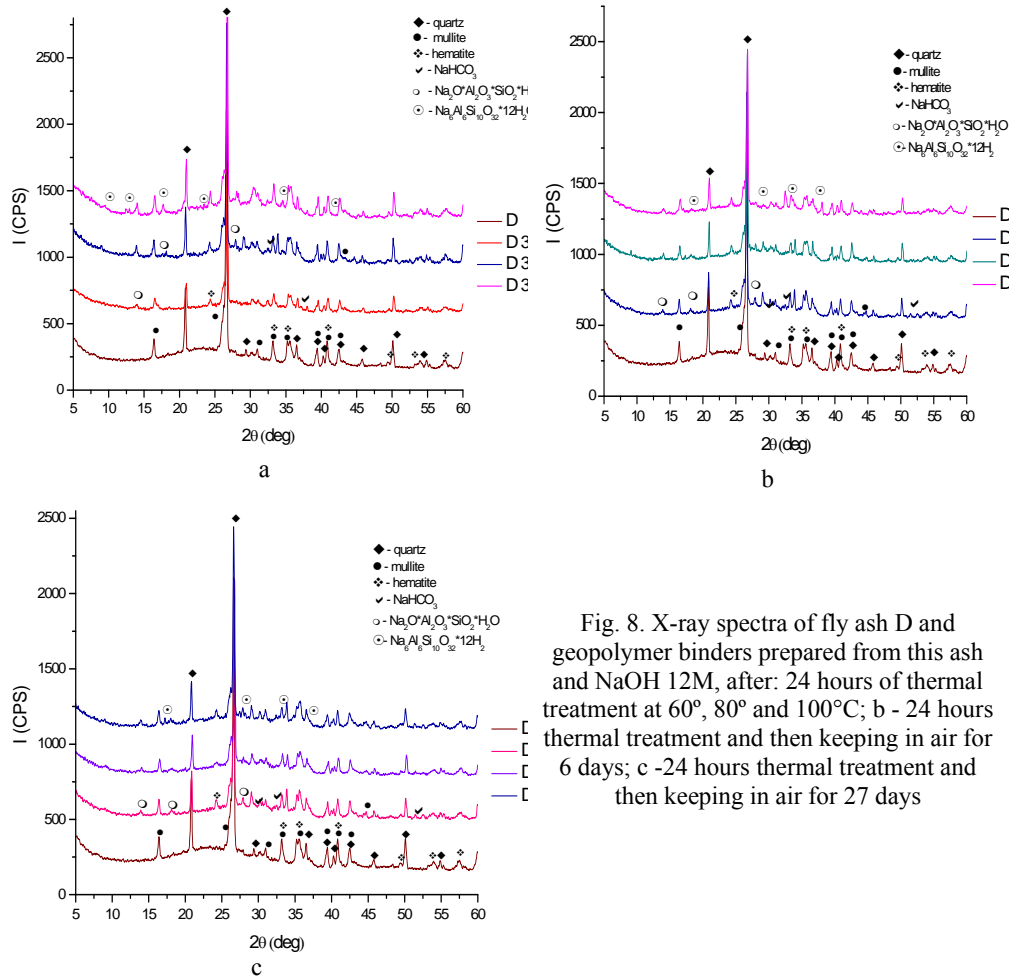 ◆ - quartz
● - mullite
❖ - hematite
✔ - NaHCO₃
○ - Na₂O*Al₂O₃*SiO₂*H
☉ - Na₆Al₆Si₁₀O₃₂*12H₂O
I (CPS)
2500
2000
1500
1000
500
0
D
D 3
D 3
D 3
5 10 15 20 25 30 35 40 45 50 55 60
2θ (deg)
a
◆ - quartz
● - mullite
❖ - hematite
✔ - NaHCO₃
○ - Na₂O*Al₂O₃*SiO₂*H₂O
☉ - Na₆Al₆Si₁₀O₃₂*12H₂
I (CPS)
2500
2000
1500
1000
500
0
D
D
D
D
5 10 15 20 25 30 35 40 45 50 55 60
2θ (deg)
b
◆ - quartz
● - mullite
❖ - hematite
✔ - NaHCO₃
○ - Na₂O*Al₂O₃*SiO₂*H₂O
☉ - Na₆Al₆Si₁₀O₃₂*12H₂
I (CPS)
2500
2000
1500
1000
500
0
D
D
D
D
5 10 15 20 25 30 35 40 45 50 55 60
2θ (deg)
c
Fig. 8. X-ray spectra of fly ash D and
geopolymer binders prepared from this ash
and NaOH 12M, after: 24 hours of thermal
treatment at 60º, 80º and 100°C; b - 24 hours
thermal treatment and then keeping in air for
6 days; c -24 hours thermal treatment and
then keeping in air for 27 days